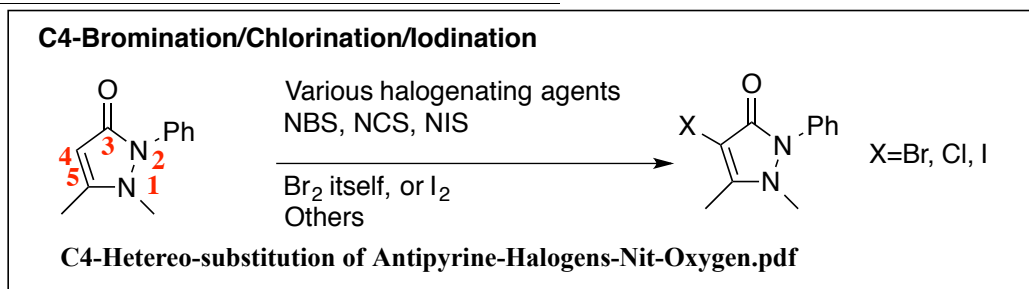 C4-Bromination/Chlorination/Iodination
O
3
4
5
N
2
Ph
N
1
Various halogenating agents
NBS, NCS, NIS
Br2 itself, or I2
Others
O
X
N
Ph
N
X=Br, Cl, I
C4-Hetereo-substitution of Antipyrine-Halogens-Nit-Oxygen.pdf